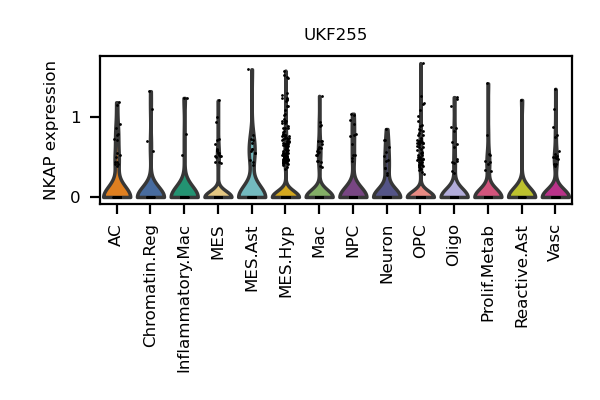 UKF255
NKAP expression
1
0
AC
Chromatin.Reg
Inflammatory.Mac
MES
MES.Ast
MES.Hyp
Mac
NPC
Neuron
OPC
Oligo
Prolif.Metab
Reactive.Ast
Vasc